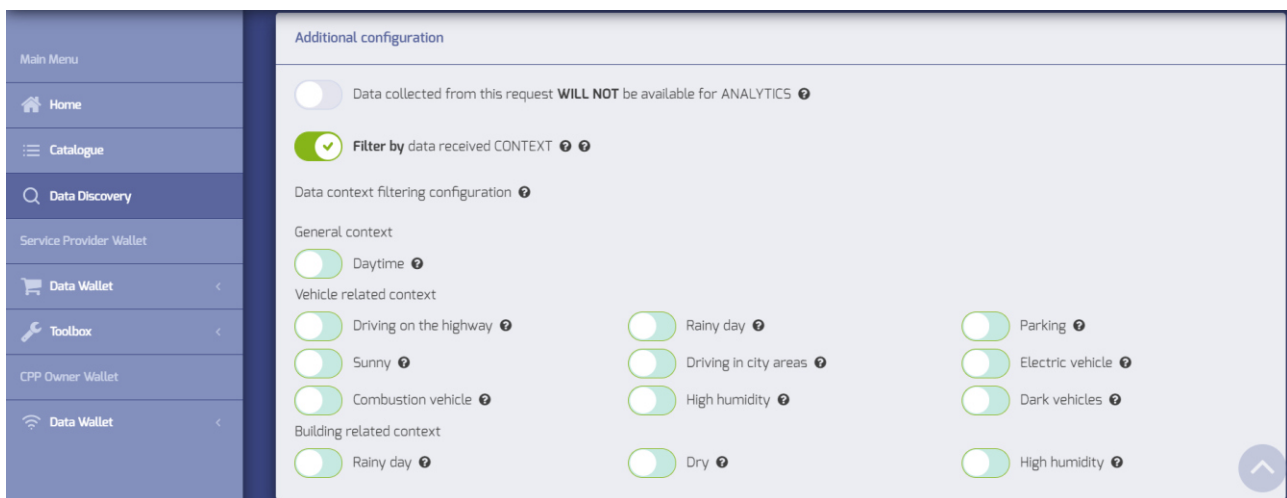 Main Menu
Home
Catalogue
Data Discovery
Service Provider Wallet
Data Wallet
Toolbox
CPP Owner Wallet
Data Wallet
Additional configuration
Data collected from this request WILL NOT be available for ANALYTICS
Filter by data received CONTEXT
Data context filtering configuration
General context
Daytime
Vehicle related context
Driving on the highway
Rainy day
Parking
Sunny
Driving in city areas
Electric vehicle
Combustion vehicle
High humidity
Dark vehicles
Building related context
Rainy day
Dry
High humidity